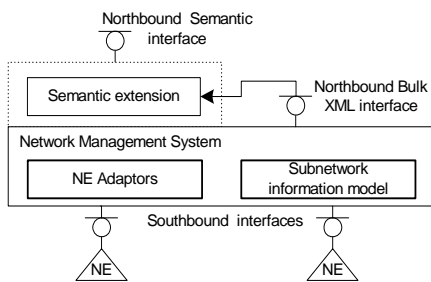 Northbound Semantic
interface
Semantic extension
Northbound Bulk
XML interface
Network Management System
NE Adaptors
Subnetwork
information model
Southbound interfaces
NE
NE